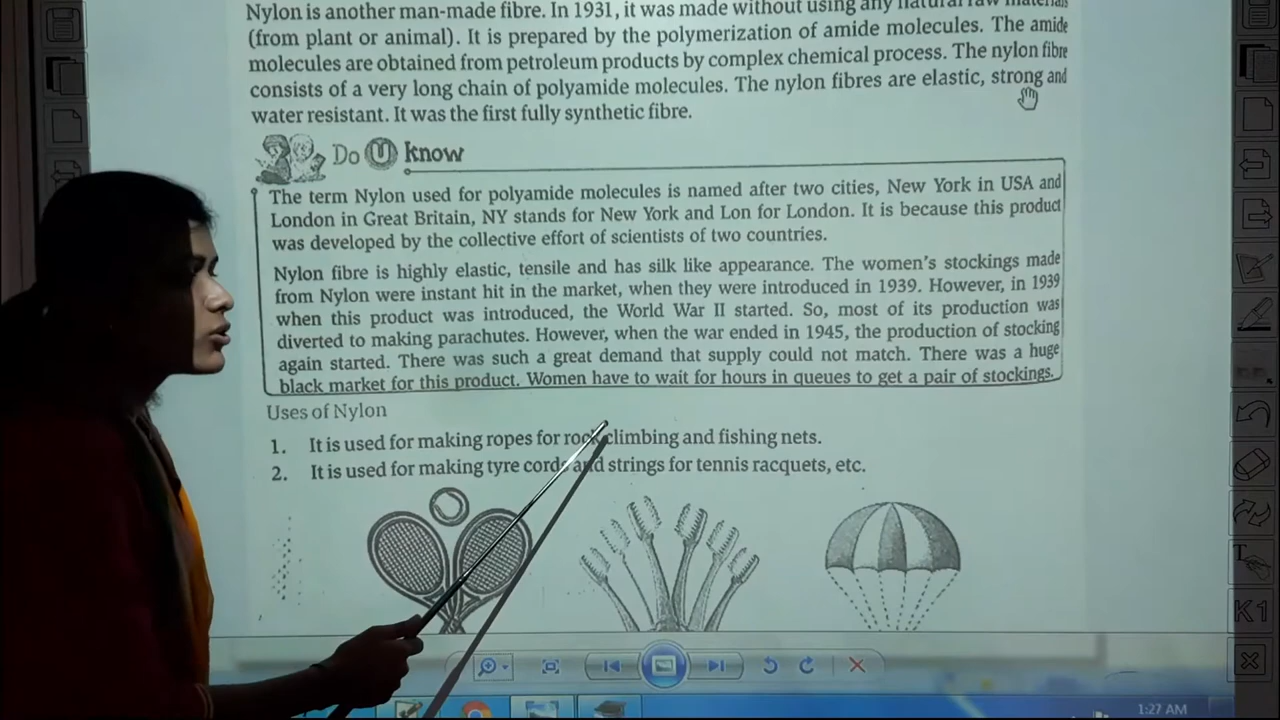 Nylon is another man-made fibre. In 1931, it was made without using any natural raw materials
(from plant or animal). It is prepared by the polymerization of amide molecules. The amide
molecules are obtained from petroleum products by complex chemical process. The nylon fibre
consists of a very long chain of polyamide molecules. The nylon fibres are elastic, strong and
water resistant. It was the first fully synthetic fibre.
Do U know
The term Nylon used for polyamide molecules is named after two cities, New York in USA and
London in Great Britain, NY stands for New York and Lon for London. It is because this product
was developed by the collective effort of scientists of two countries.
Nylon fibre is highly elastic, tensile and has silk like appearance. The women's stockings made
from Nylon were instant hit in the market, when they were introduced in 1939. However, in 1939
when this product was introduced, the World War II started. So, most of its production was
diverted to making parachutes. However, when the war ended in 1945, the production of stocking
again started. There was such a great demand that supply could not match. There was a huge
black market for this product. Women have to wait for hours in queues to get a pair of stockings.
Uses of Nylon
1. It is used for making ropes for rock climbing and fishing nets.
2. It is used for making tyre cords and strings for tennis racquets, etc.
T
K1
1:27 AM